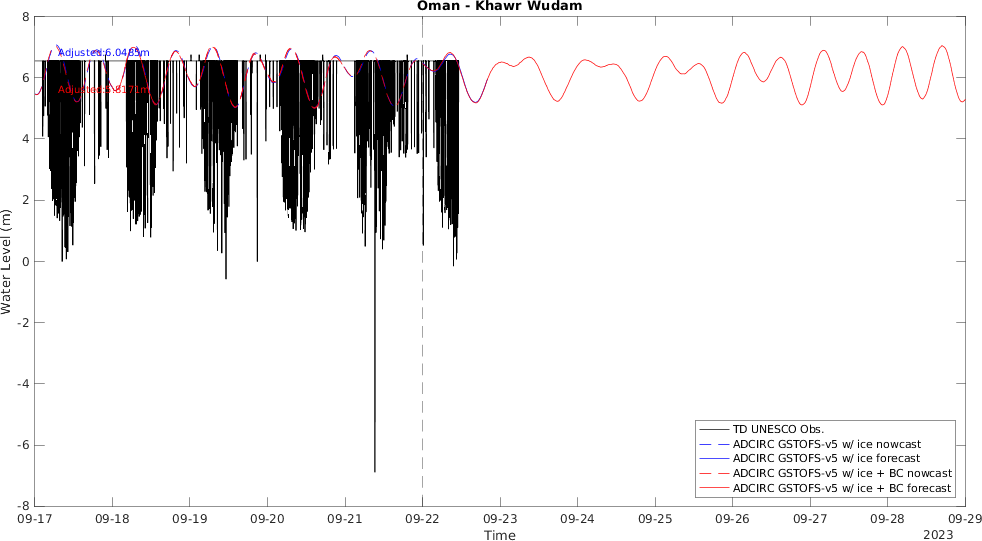 Oman - Khawr Wudam
8
6
4
2
0
-2
-4
-6
-8
Water Level (m)
Adjusted:6.0485m
TD UNESCO Obs.
ADCIRC GSTOFS-v5 w/ ice nowcast
ADCIRC GSTOFS-v5 w/ ice forecast
ADCIRC GSTOFS-v5 w/ ice + BC nowcast
ADCIRC GSTOFS-v5 w/ ice + BC forecast
09-17 09-18 09-19 09-20 09-21 09-22 09-23 09-24 09-25 09-26 09-27 09-28 09-29
Time
2023